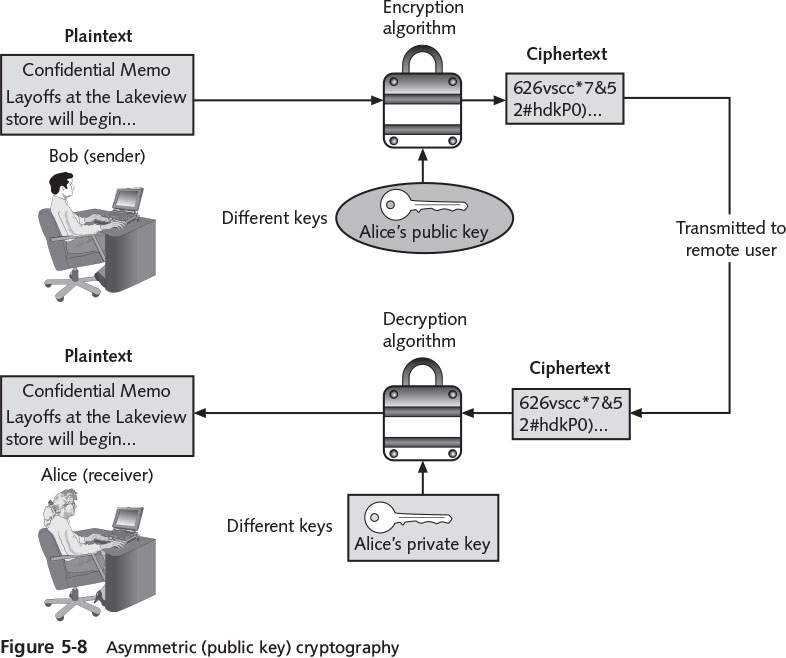 Plaintext
Confidential Memo
Layoffs at the Lakeview
store will begin...
Bob (sender)
Encryption
algorithm
Ciphertext
626vscc*7&5
2#hdkP0)...
Different keys
Alice's public key
Transmitted to
remote user
Decryption
algorithm
Plaintext
Confidential Memo
Layoffs at the Lakeview
store will begin...
Ciphertext
626vscc*7&5
2#hdkP0)...
Alice (receiver)
Different keys
Alice's private key
Figure 5-8 Asymmetric (public key) cryptography